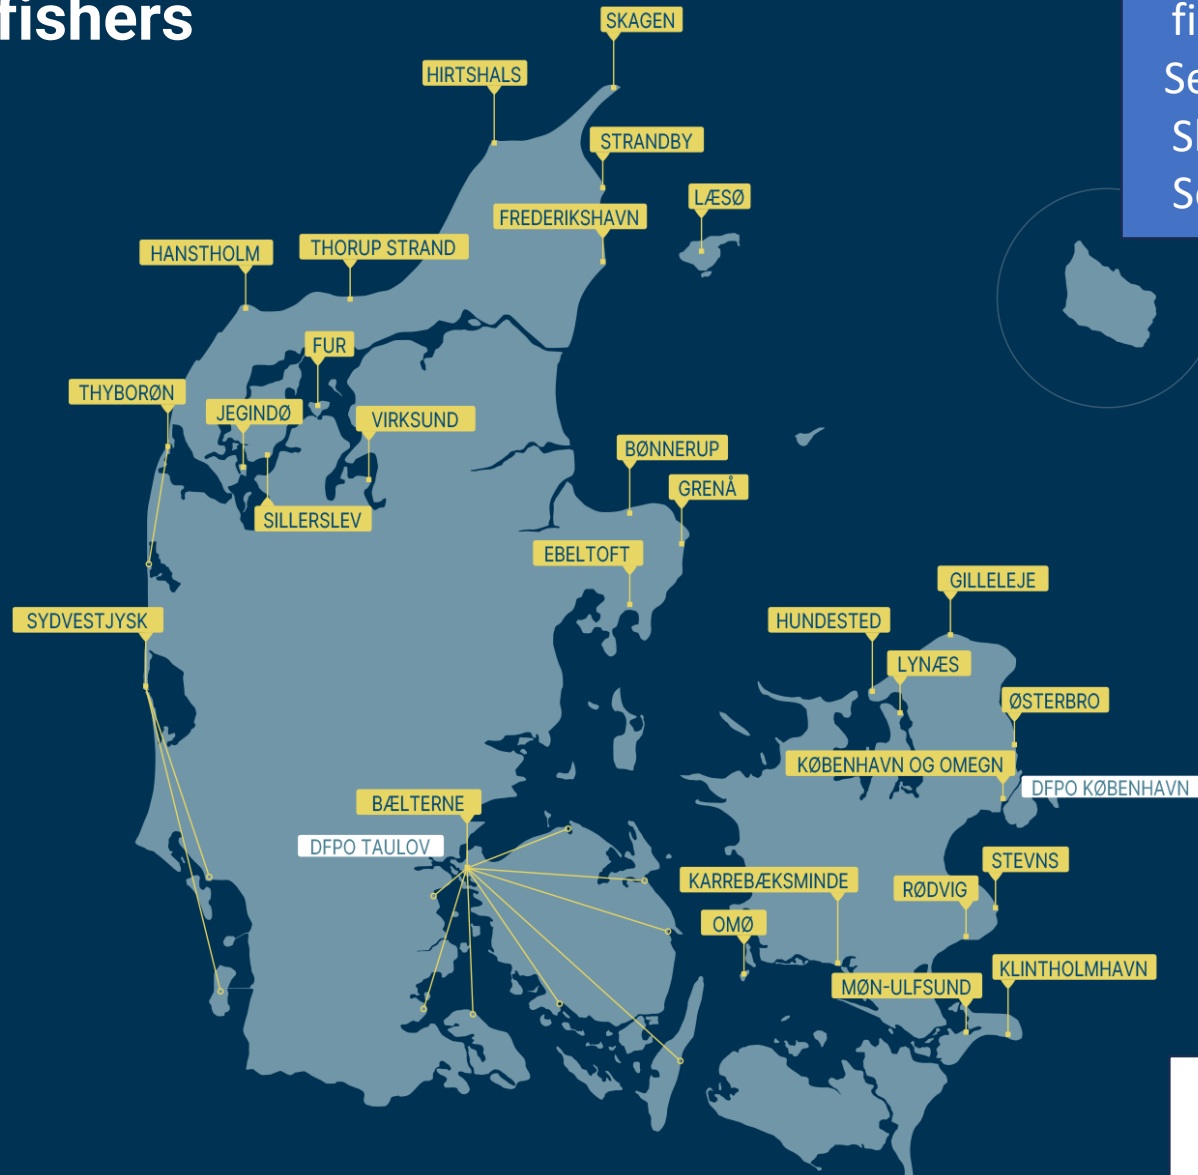 fishers
SKAGEN
HIRTSHALS
STRANDBY
LÆSØ
FREDERIKSHAVN
HANSTHOLM
THORUP STRAND
FUR
THYBORØN
JEGINDØ
VIRKSUND
SILLERSLEV
BØNNERUP
GRENÅ
EBELTOFT
SYDVESTJYSK
GILLELEJE
HUNDESTED
LYNÆS
ØSTERBRO
KØBENHAVN OG OMEGN
DFPO KØBENHAVN
BÆLTERNE
DFPO TAULOV
STEVNS
KARREBÆKSMINDE
RØDVIG
OMØ
KLINTHOLMHAVN
MØN-ULFSUND